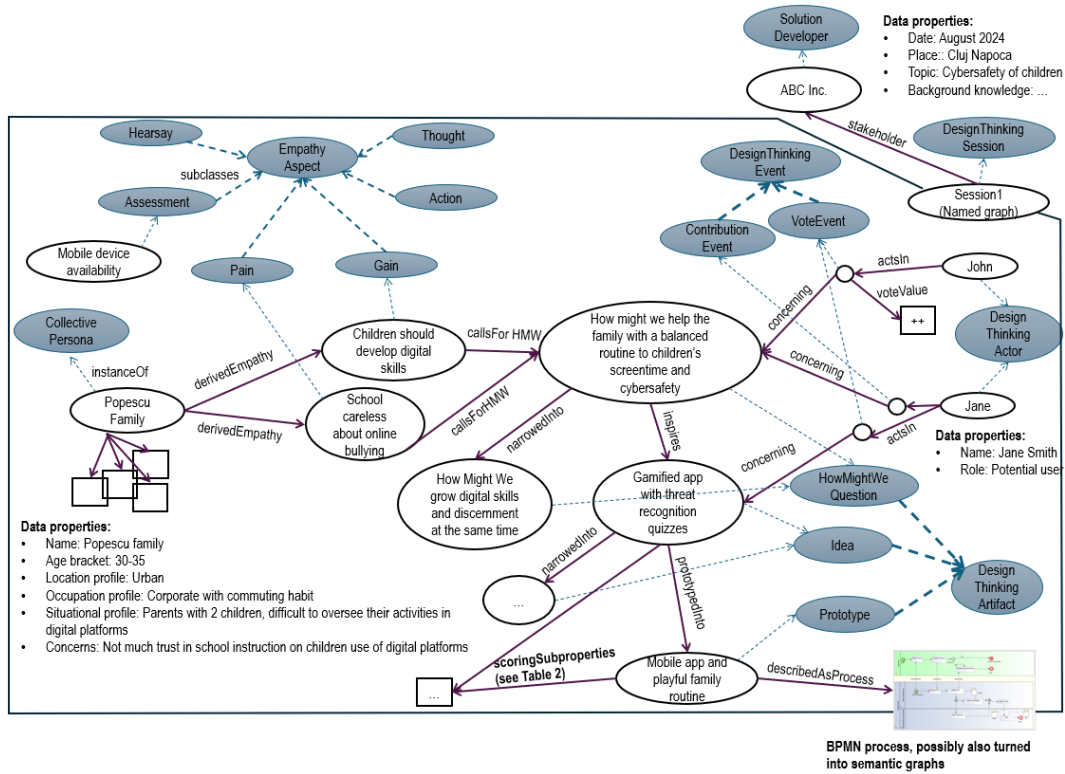 Solution
Developer
Data properties:
• Date: August 2024
• Place:: Cluj Napoca
• Topic: Cybersafety of children
• Background knowledge: …
ABC Inc.
stakeholder
DesignThinking
Session
Session1
(Named graph)
Hearsay
Empathy
Aspect
Thought
subclasses
Assessment
Action
Mobile device
availability
Pain
Gain
DesignThinking
Event
Contribution
Event
VoteEvent
actsIn
John
voteValue
++
concerning
Design
Thinking
Actor
Collective
Persona
instanceOf
Popescu
Family
derivedEmpathy
derivedEmpathy
Children should
develop digital
skills
callsFor HMW
School
careless
about online
bullying
callsForHMW
How might we help the
family with a balanced
routine to children's
screentime and
cybersafety
concerning
Jane
actsIn
Data properties:
• Name: Jane Smith
• Role: Potential user
narrowedInto
inspires
concerning
How Might We
grow digital skills
and discernment
at the same time
Gamified app
with threat
recognition
quizzes
HowMightWe
Question
Idea
Design
Thinking
Artifact
Prototype
narrowedInto
…
prototypedInto
Data properties:
• Name: Popescu family
• Age bracket: 30-35
• Location profile: Urban
• Occupation profile: Corporate with commuting habit
• Situational profile: Parents with 2 children, difficult to oversee their activities in
digital platforms
• Concerns: Not much trust in school instruction on children use of digital platforms
scoringSubproperties
(see Table 2)
…
Mobile app and
playful family
routine
describedAsProcess
BPMN process, possibly also turned
into semantic graphs